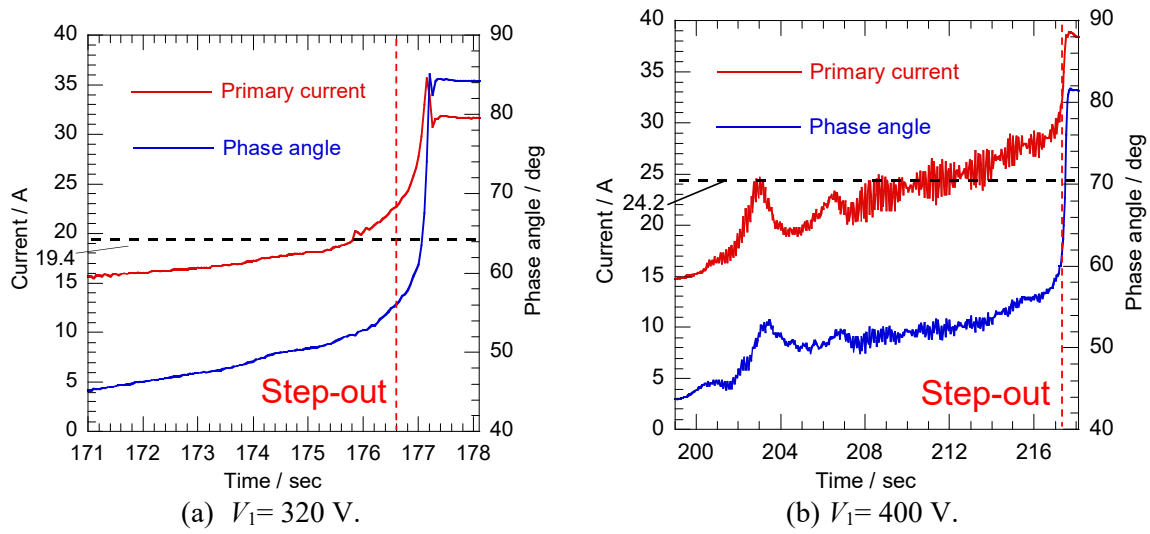 40
35
30
25
20
15
10
5
0
Current / A
19.4
Primary current
Phase angle
Step-out
90
80
70
60
50
40
Phase angle / deg
171 172 173 174 175 176 177 178
Time / sec
(a) V1= 320 V.
40
35
30
25
20
15
10
5
0
Current / A
24.2
Primary current
Phase angle
Step-out
90
80
70
60
50
40
Phase angle / deg
200 204 208 212 216
Time / sec
(b) V1= 400 V.